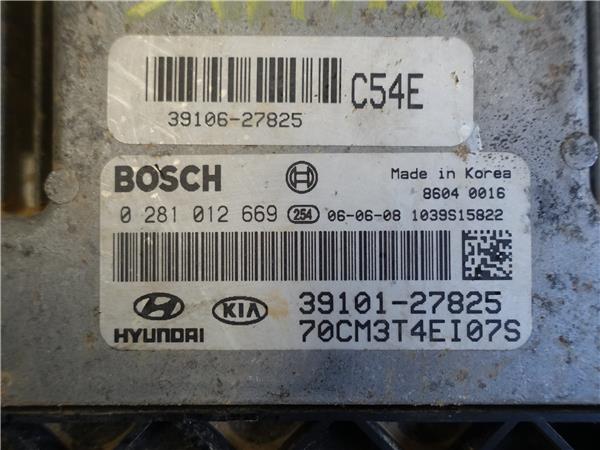 C54E
39106-27825
BOSCH
Made in Korea
8604 0016
0 281 012 669 254 06-06-08 1039S15822
HYUNDAI KIA
39101-27825
70CM3T4EI07S